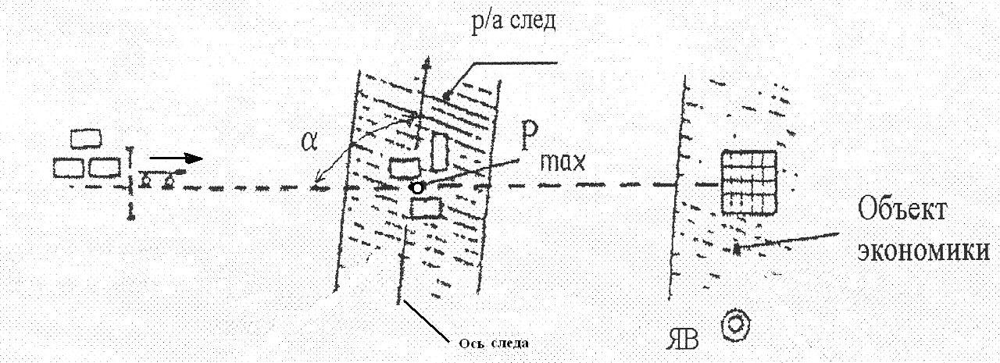 р/а след
α
P max
Объект
экономики
ЯВ
Ось следа